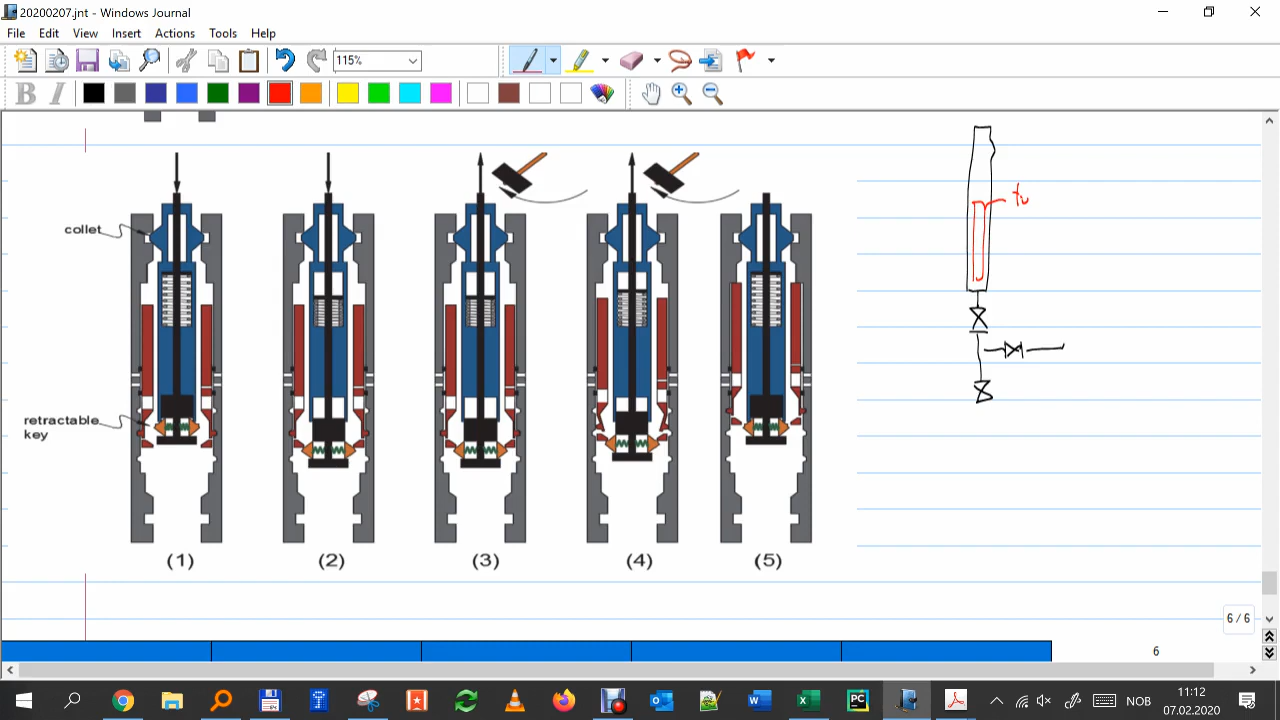 20200207.jnt - Windows Journal
File Edit View Insert Actions Tools Help
115%
B I
collet
retractable
key
(1) (2) (3) (4) (5)
6 / 6
6
NOB
11:12
07.02.2020